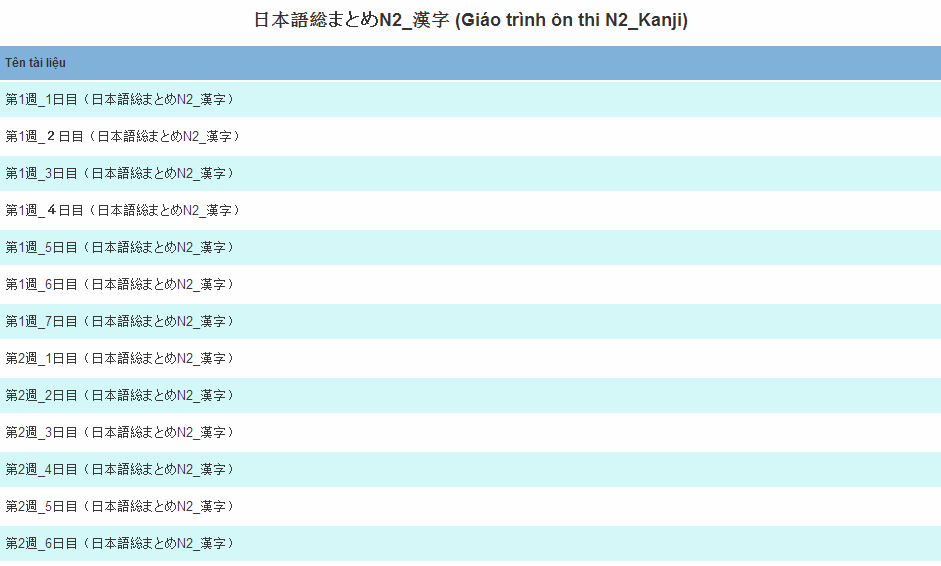 日本語総まとめN2_漢字 (Giáo trình ôn thi N2_Kanji)
Tên tài liệu
第1週_1日目（日本語総まとめN2_漢字）
第1週_２日目（日本語総まとめN2_漢字）
第1週_3日目（日本語総まとめN2_漢字）
第1週_４日目（日本語総まとめN2_漢字）
第1週_5日目（日本語総まとめN2_漢字）
第1週_6日目（日本語総まとめN2_漢字）
第1週_7日目（日本語総まとめN2_漢字）
第2週_1日目（日本語総まとめN2_漢字）
第2週_2日目（日本語総まとめN2_漢字）
第2週_3日目（日本語総まとめN2_漢字）
第2週_4日目（日本語総まとめN2_漢字）
第2週_5日目（日本語総まとめN2_漢字）
第2週_6日目（日本語総まとめN2_漢字）